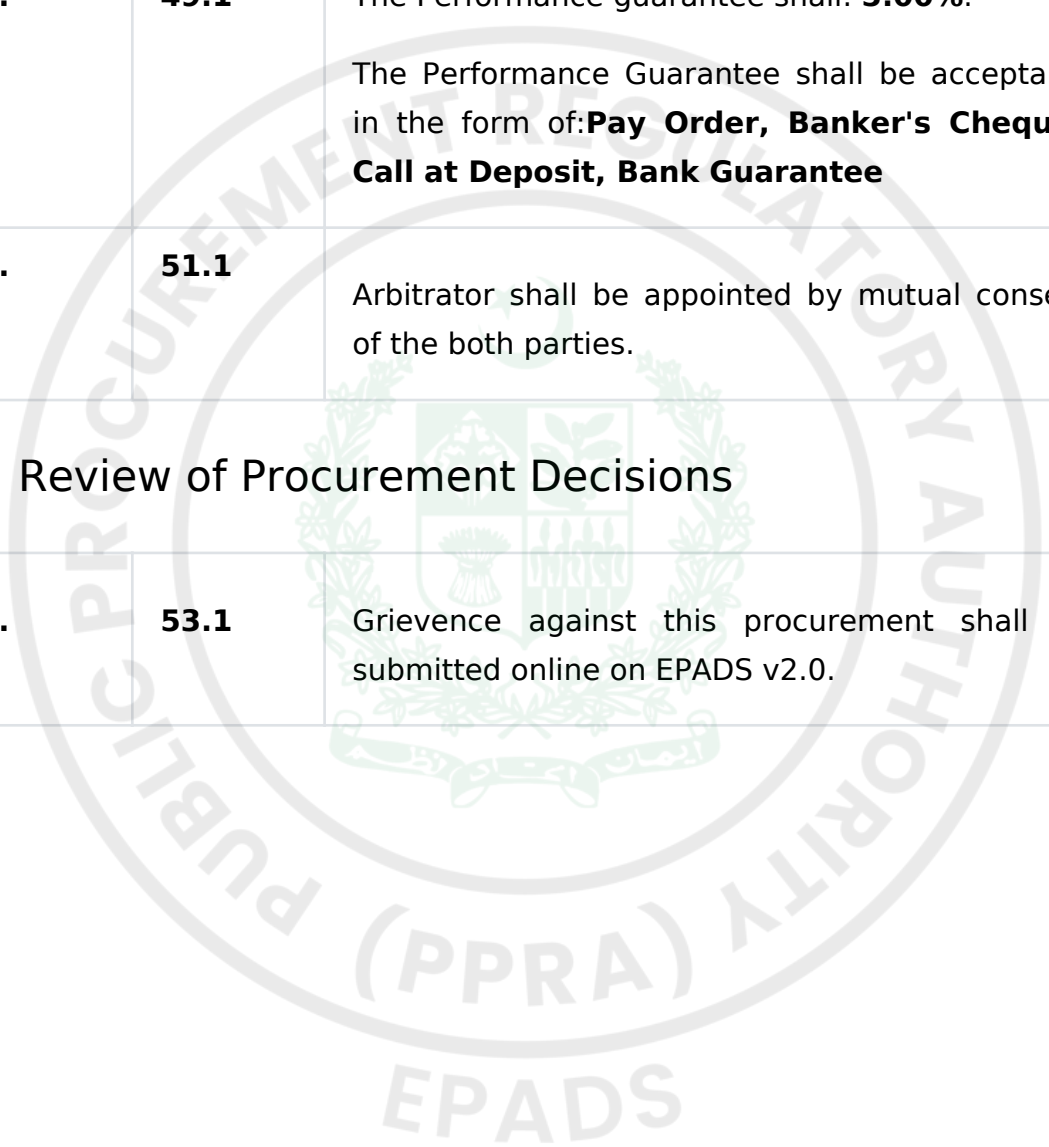 The Performance guarantee shall:
The Performance Guarantee shall be accepta
in the form of:Pay Order, Banker's Chequ
Call at Deposit, Bank Guarantee
. 51.1
Arbitrator shall be appointed by mutual conse
of the both parties.
Review of Procurement Decisions
. 53.1 Grievence against this procurement shall
submitted online on EPADS v2.0.
PUBLIC PROCUREMENT REGULATORY AUTHORITY
(PPRA)
EPADS